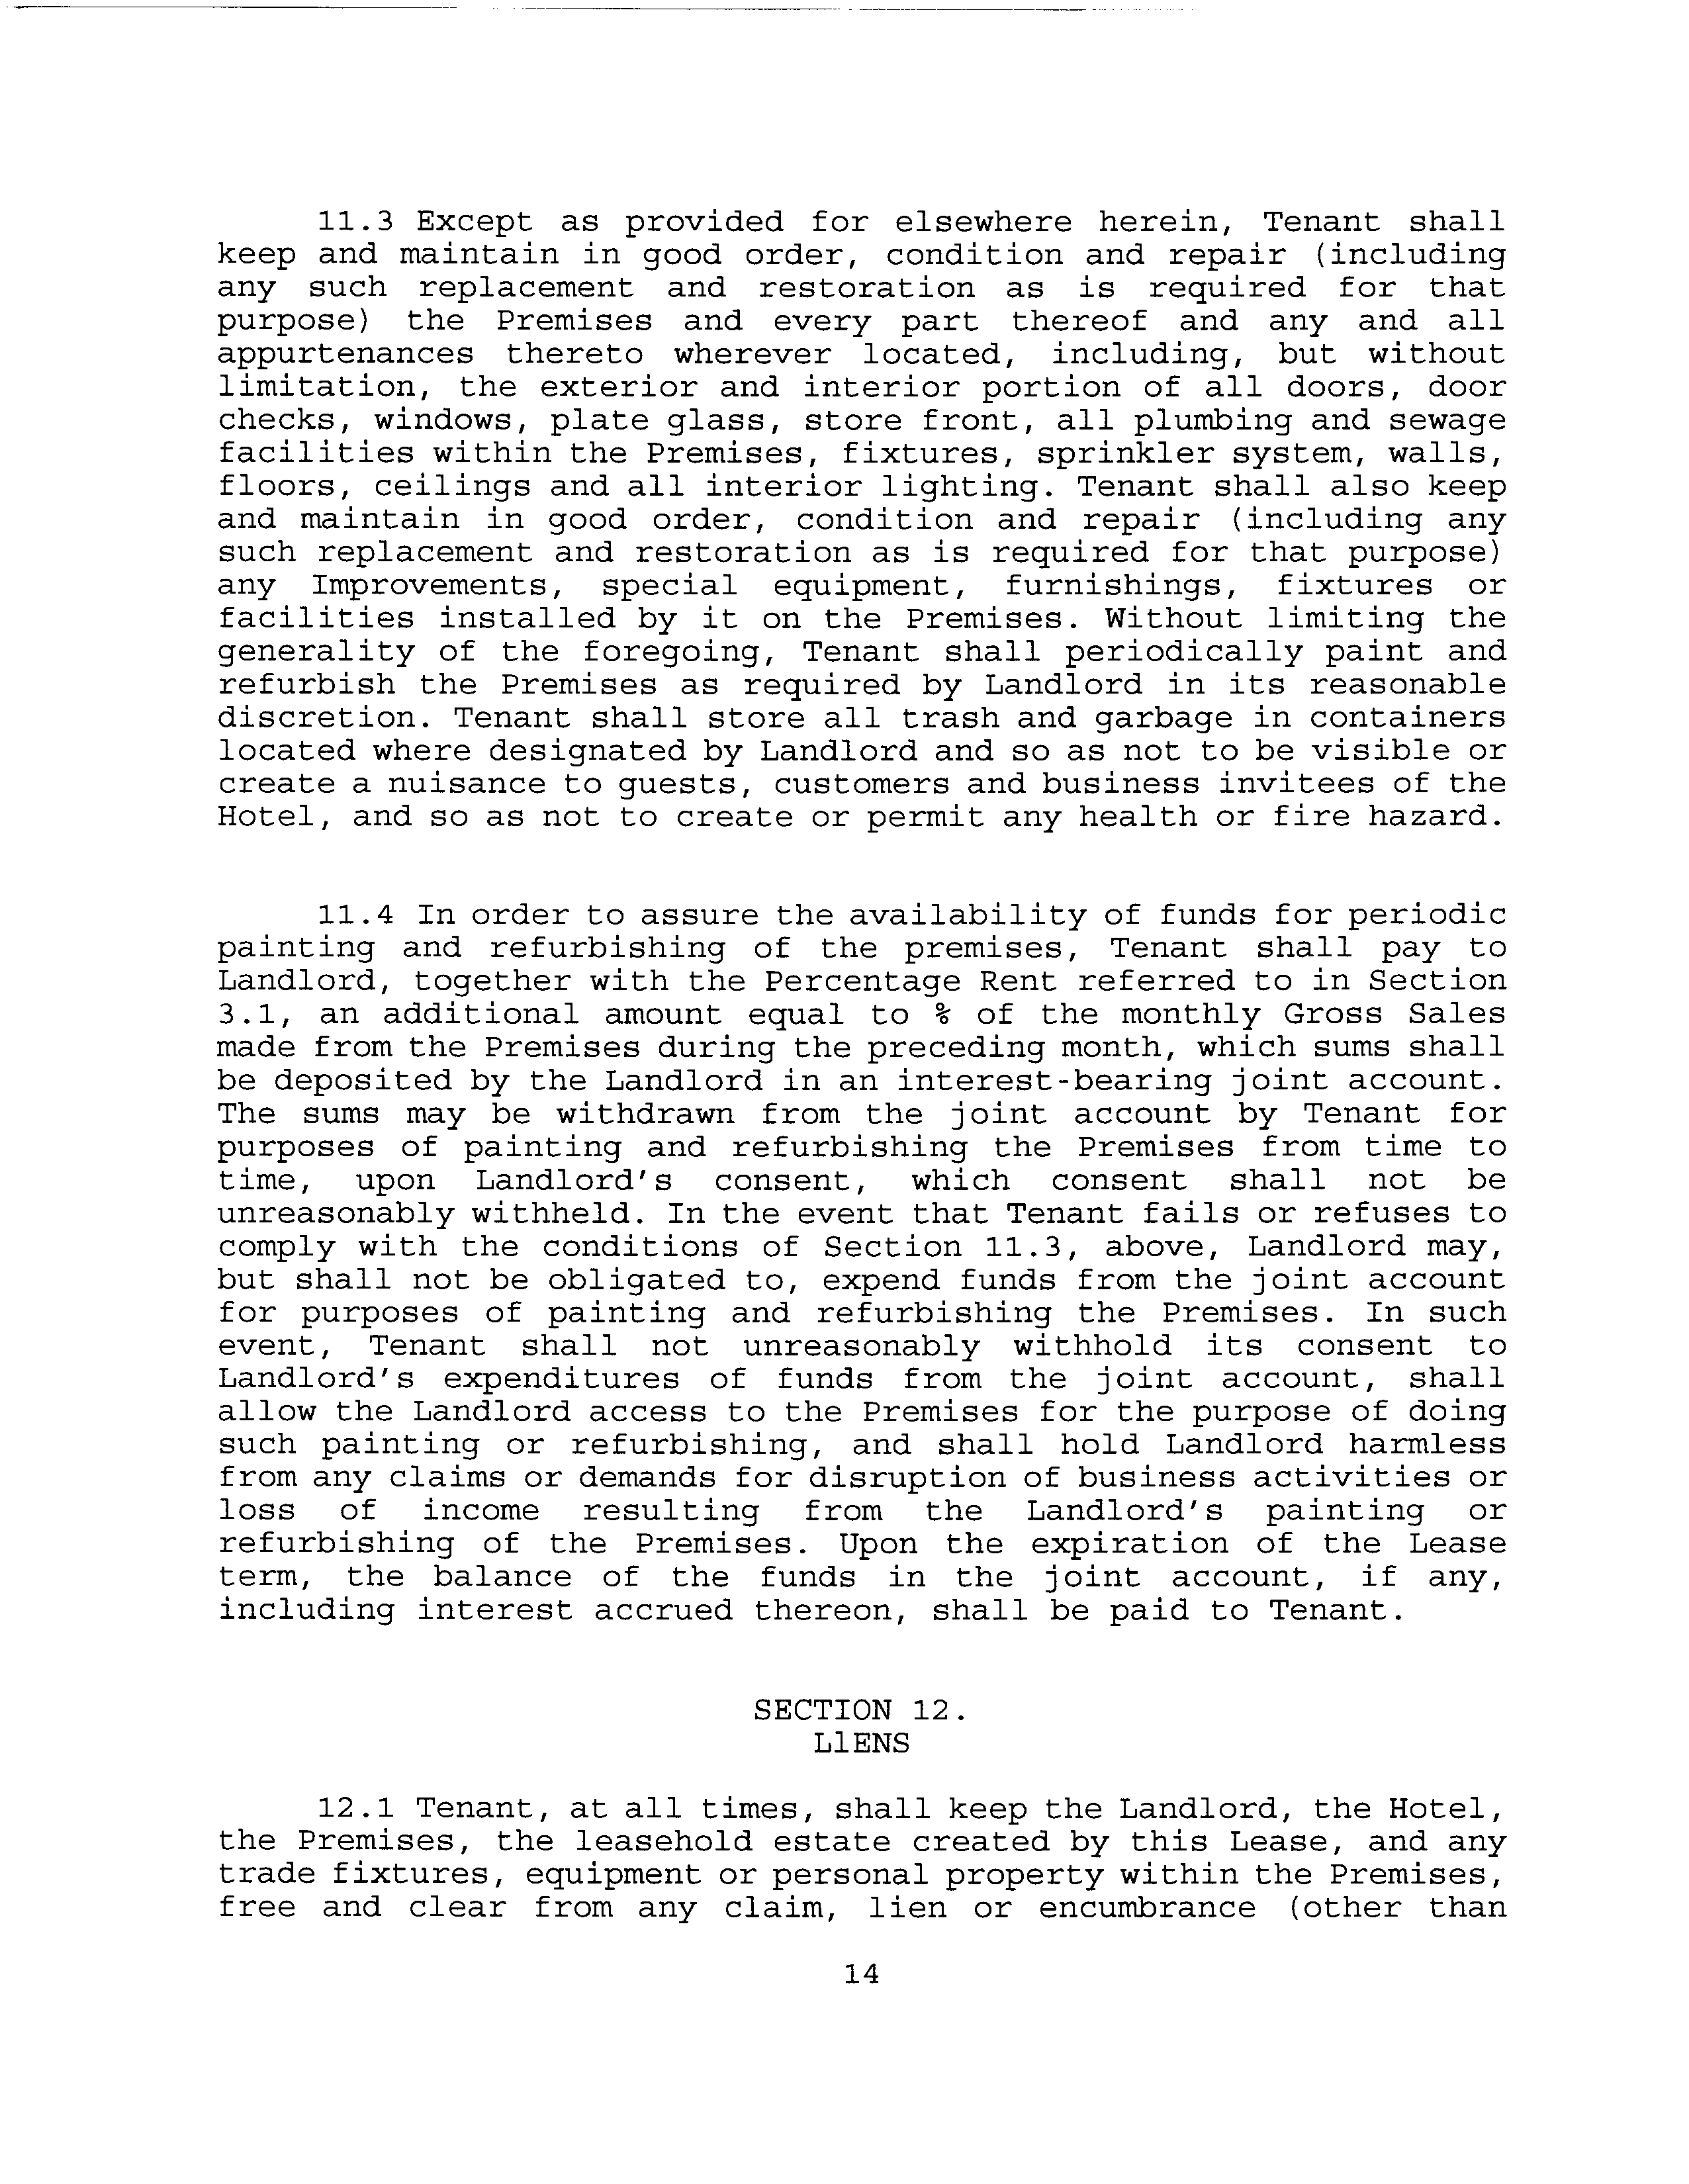 11.3 Except as provided for elsewhere herein, Tenant shall
keep and maintain in good order, condition and repair (including
any such replacement and restoration as is required for that
purpose) the Premises and every part thereof and any and all
appurtenances thereto wherever located, including, but without
limitation, the exterior and interior portion of all doors, door
checks, windows, plate glass, store front, all plumbing and sewage
facilities within the Premises, fixtures, sprinkler system, walls,
floors, ceilings and all interior lighting. Tenant shall also keep
and maintain in good order, condition and repair (including any
such replacement and restoration as is required for that purpose)
any Improvements, special equipment, furnishings, fixtures or
facilities installed by it on the Premises. Without limiting the
generality of the foregoing, Tenant shall periodically paint and
refurbish the Premises as required by Landlord in its reasonable
discretion. Tenant shall store all trash and garbage in containers
located where designated by Landlord and so as not to be visible or
create a nuisance to guests, customers and business invitees of the
Hotel, and so as not to create or permit any health or fire hazard.
11.4 In order to assure the availability of funds for periodic
painting and refurbishing of the premises, Tenant shall pay to
Landlord, together with the Percentage Rent referred to in Section
3.1, an additional amount equal to % of the monthly Gross Sales
made from the Premises during the preceding month, which sums shall
be deposited by the Landlord in an interest-bearing joint account.
The sums may be withdrawn from the joint account by Tenant for
purposes of painting and refurbishing the Premises from time to
time, upon Landlord's consent, which consent shall not be
unreasonably withheld. In the event that Tenant fails or refuses to
comply with the conditions of Section 11.3, above, Landlord may,
but shall not be obligated to, expend funds from the joint account
for purposes of painting and refurbishing the Premises. In such
event, Tenant shall not unreasonably withhold its consent to
Landlord's expenditures of funds from the joint account, shall
allow the Landlord access to the Premises for the purpose of doing
such painting or refurbishing, and shall hold Landlord harmless
from any claims or demands for disruption of business activities or
loss of income resulting from the Landlord's painting or
refurbishing of the Premises. Upon the expiration of the Lease
term, the balance of the funds in the joint account, if any,
including interest accrued thereon, shall be paid to Tenant.
SECTION 12.
LlENS
12.1 Tenant, at all times, shall keep the Landlord, the Hotel,
the Premises, the leasehold estate created by this Lease, and any
trade fixtures, equipment or personal property within the Premises,
free and clear from any claim, lien or encumbrance (other than
14